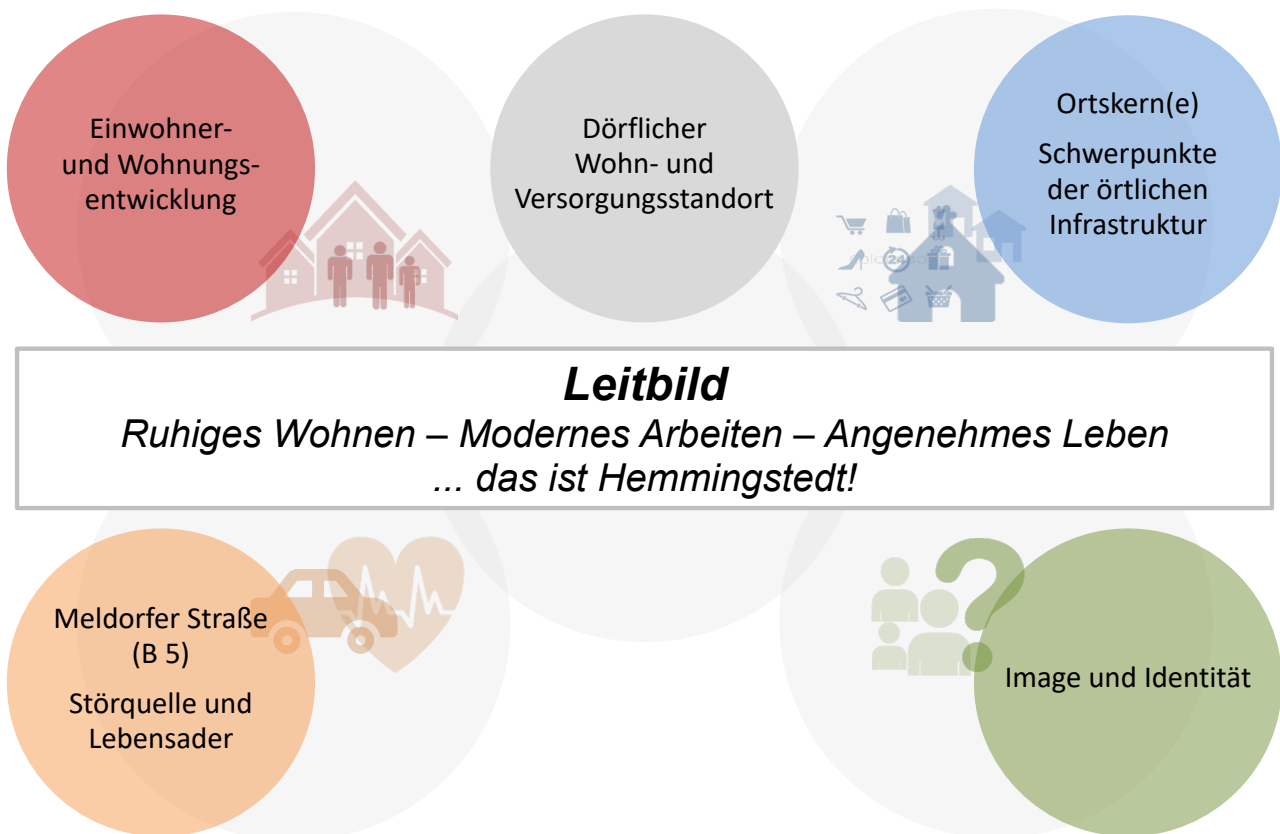 Einwohner-
und Wohnungs-
entwicklung
Dörflicher
Wohn- und
Versorgungsstandort
Ortskern(e)
Schwerpunkte
der örtlichen
Infrastruktur
24
Leitbild
Ruhiges Wohnen – Modernes Arbeiten – Angenehmes Leben
... das ist Hemmingstedt!
Meldorfer Straße
(B 5)
Störquelle und
Lebensader
?
Image und Identität